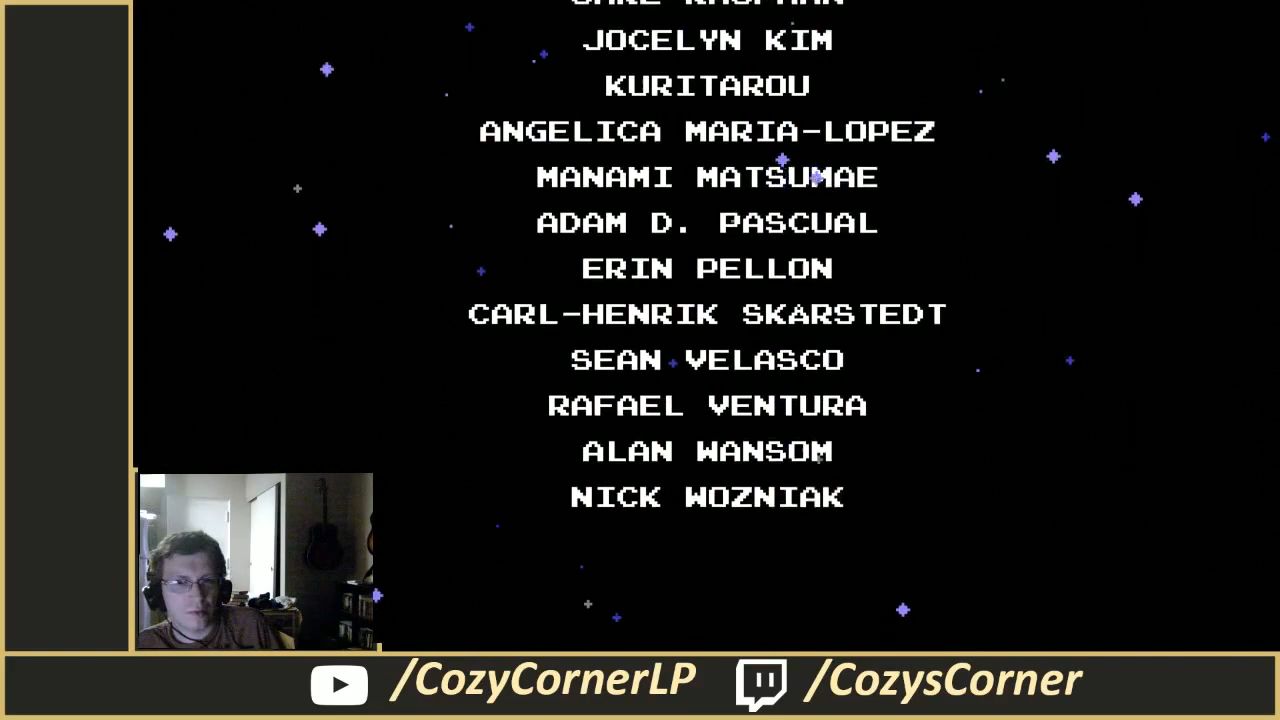 JOCELYN KIM
KURITAROU
ANGELICA MARIA-LOPEZ
MANAMI MATSUMAE
ADAM D. PASCUAL
ERIN PELLON
CARL-HENRIK SKARSTEDT
SEAN VELASCO
RAFAEL VENTURA
ALAN WANSOM
NICK WOZNIAK
/CozyCornerLP /CozysCorner